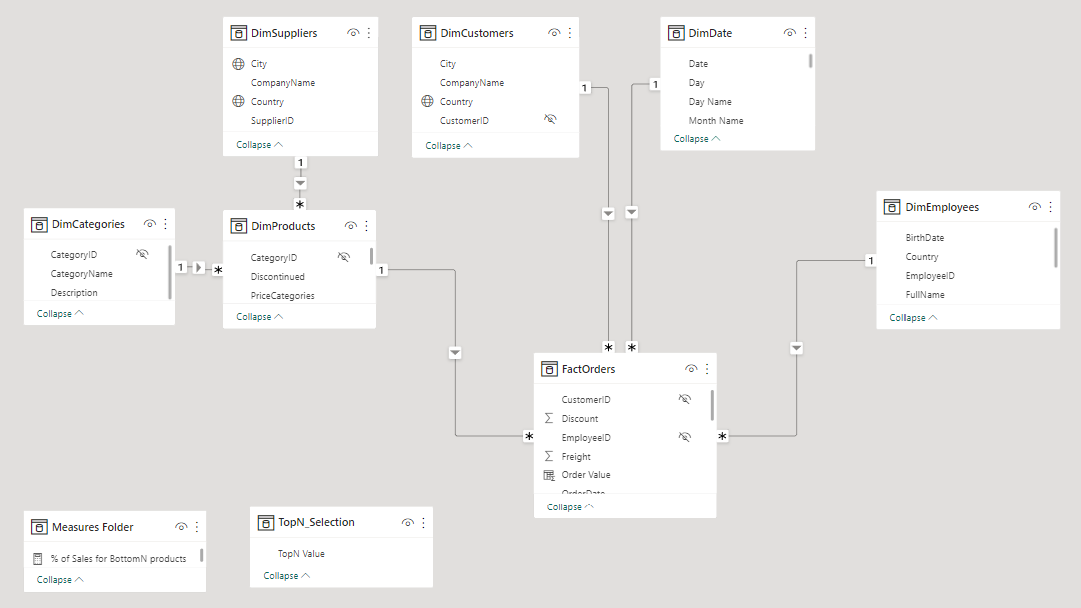 DimSuppliers
City
CompanyName
Country
SupplierID
Collapse
DimCustomers
City
CompanyName
Country
CustomerID
Collapse
DimDate
Date
Day
Day Name
Month Name
Collapse
1
1
1
*
DimCategories
CategoryID
CategoryName
Description
Collapse
1
*
DimProducts
CategoryID
Discontinued
PriceCategories
Collapse
1
DimEmployees
BirthDate
Country
EmployeeID
FullName
Collapse
1
*
*
*
*
FactOrders
CustomerID
Discount
EmployeeID
Freight
Order Value
OrderDate
Collapse
Measures Folder
% of Sales for BottomN products
Collapse
TopN_Selection
TopN Value
Collapse